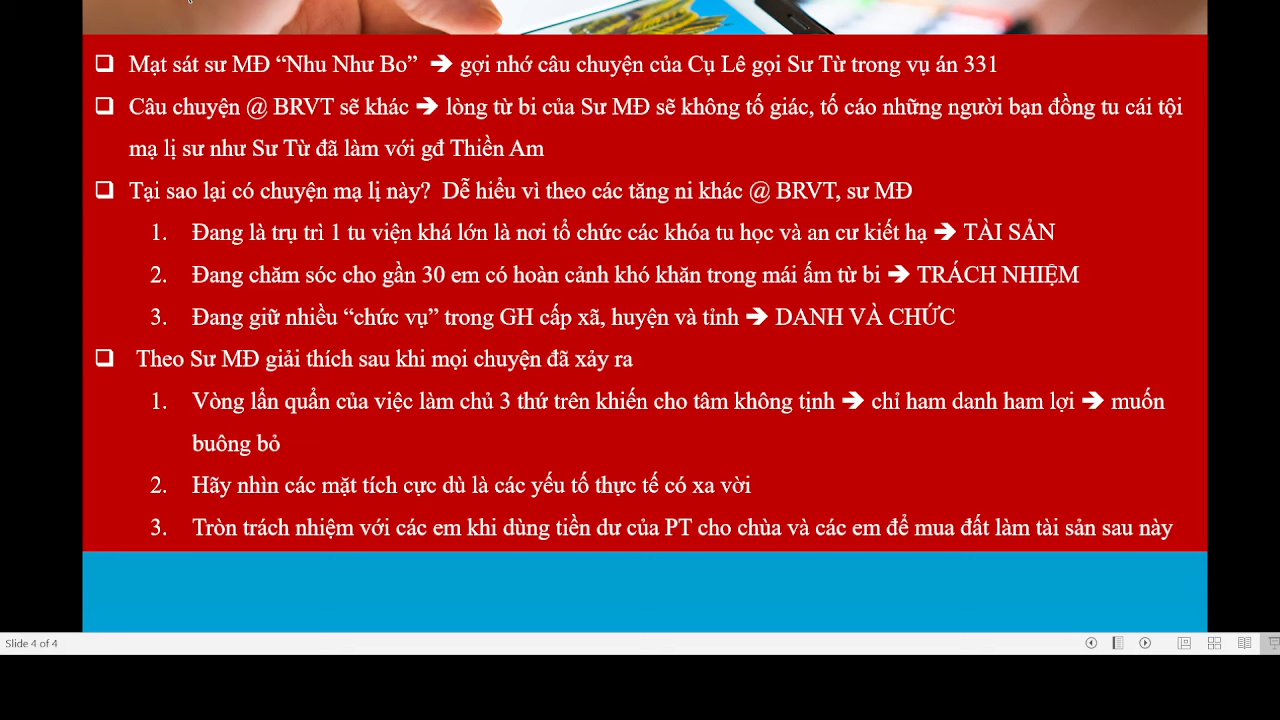 ❑ Mạt sát sư MĐ “Nhu Như Bo” ➔ gợi nhớ câu chuyện của Cụ Lê gọi Sư Từ trong vụ án 331
❑ Câu chuyện @ BRVT sẽ khác ➔ lòng từ bi của Sư MĐ sẽ không tố giác, tố cáo những người bạn đồng tu cái tội
mạ lị sư như Sư Từ đã làm với gđ Thiền Am
❑ Tại sao lại có chuyện mạ lị này? Dễ hiểu vì theo các tăng ni khác @ BRVT, sư MĐ
1. Đang là trụ trì 1 tu viện khá lớn là nơi tổ chức các khóa tu học và an cư kiết hạ ➔ TÀI SẢN
2. Đang chăm sóc cho gần 30 em có hoàn cảnh khó khăn trong mái ấm từ bi ➔ TRÁCH NHIỆM
3. Đang giữ nhiều “chức vụ” trong GH cấp xã, huyện và tỉnh ➔ DANH VÀ CHỨC
❑ Theo Sư MĐ giải thích sau khi mọi chuyện đã xảy ra
1. Vòng lẩn quẩn của việc làm chủ 3 thứ trên khiến cho tâm không tịnh ➔ chỉ ham danh ham lợi ➔ muốn
buông bỏ
2. Hãy nhìn các mặt tích cực dù là các yếu tố thực tế có xa vời
3. Tròn trách nhiệm với các em khi dùng tiền dư của PT cho chùa và các em để mua đất làm tài sản sau này
Slide 4 of 4